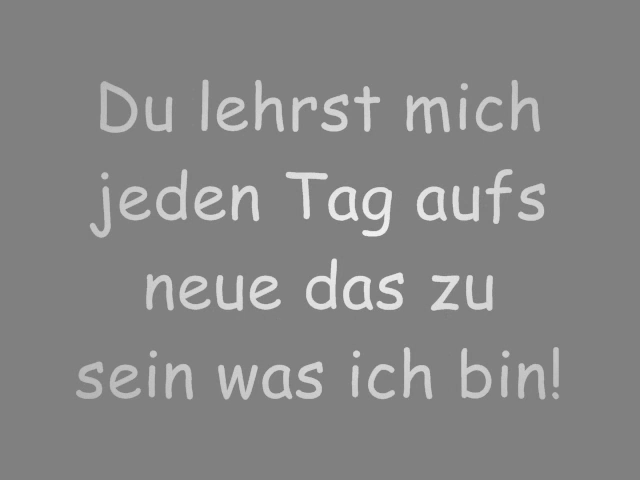 Du lehrst mich
jeden Tag aufs
neue das zu
sein was ich bin!